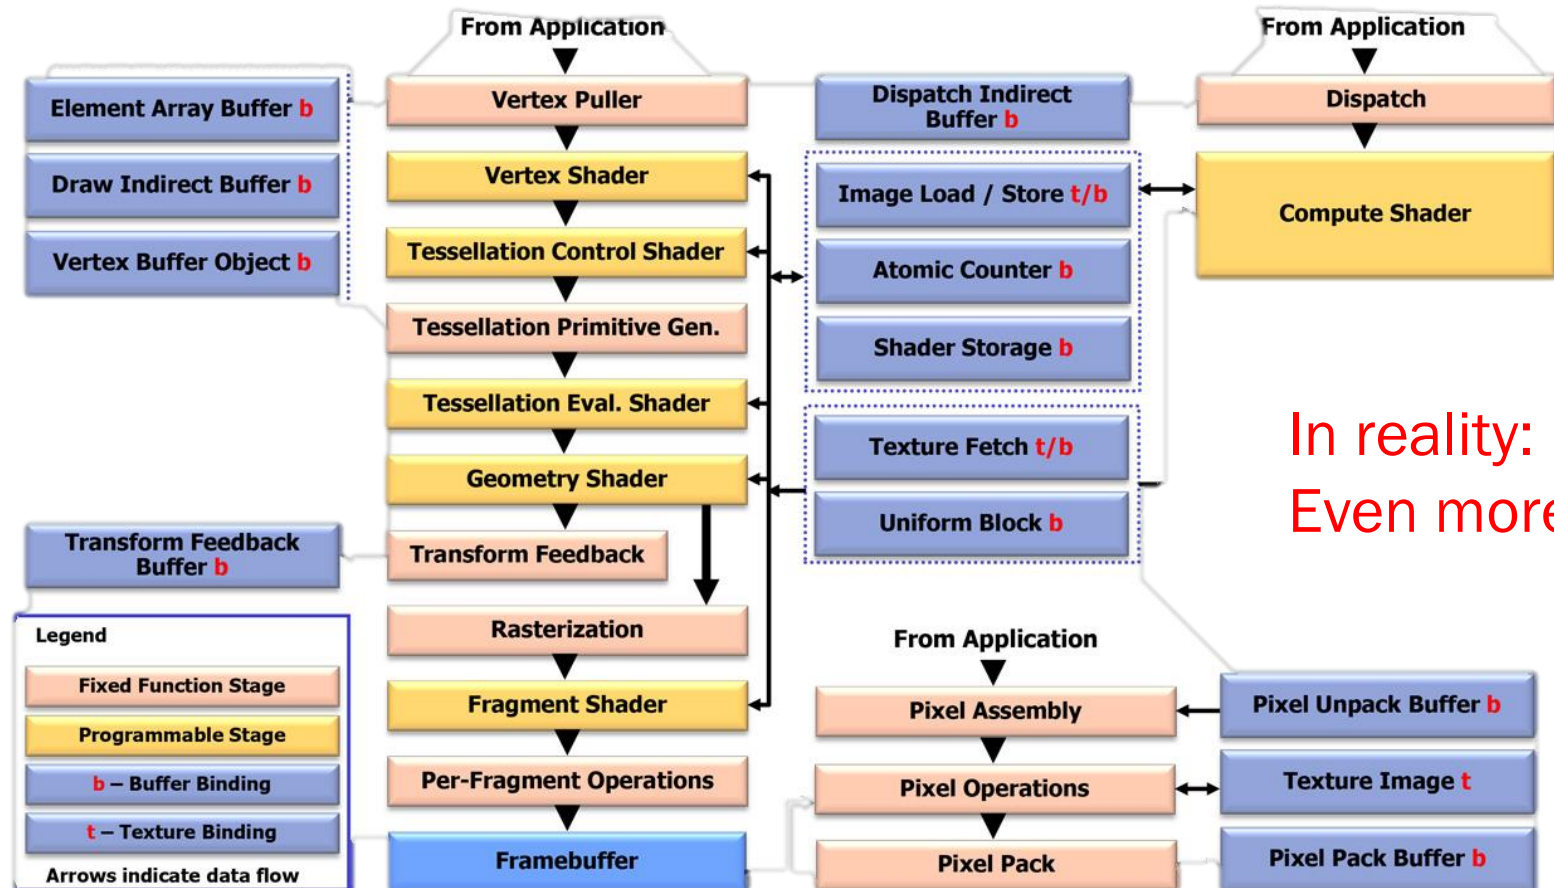 From Application
From Application
Element Array Buffer b
Vertex Puller
Dispatch Indirect
Buffer b
Dispatch
Draw Indirect Buffer b
Vertex Shader
Image Load / Store t/b
Compute Shader
Vertex Buffer Object b
Tessellation Control Shader
Atomic Counter b
Tessellation Primitive Gen.
Shader Storage b
Tessellation Eval. Shader
Texture Fetch t/b
In reality:
Even more
Geometry Shader
Uniform Block b
Transform Feedback
Buffer b
Transform Feedback
Legend
Rasterization
From Application
Fixed Function Stage
Fragment Shader
Pixel Assembly
Pixel Unpack Buffer b
Programmable Stage
b – Buffer Binding
Per-Fragment Operations
Pixel Operations
Texture Image t
t – Texture Binding
Framebuffer
Pixel Pack
Pixel Pack Buffer b
Arrows indicate data flow